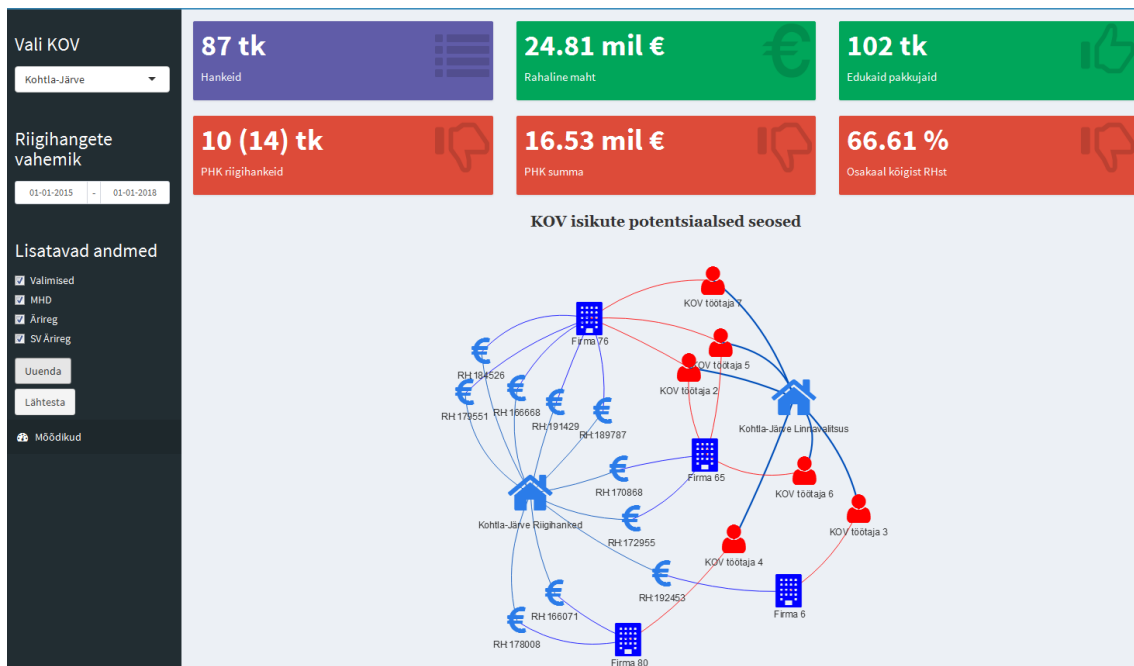 Vali KOV
Kohtla-Järve
Riigihangete
vahemik
01-01-2015 - 01-01-2018
Lisatavad andmed
Valimised
MHD
Ärireg
SV Ärireg
Uuenda
Lähtesta
Mõõdikud
87 tk
Hankeid
24.81 mil €
Rahaline maht
102 tk
Edukaid pakkujaid
10 (14) tk
PHK riigihankeid
16.53 mil €
PHK summa
66.61 %
Osakaal kõigist RHst
KOV isikute potentsiaalsed seosed
KOV töötaja 7
Firma 76
KOV töötaja 5
RH:184526
KOV töötaja 2
RH:179551
RH:166668
RH:191429
RH:189787
Kohtla-Järve Linnavalitsus
Firma 65
RH:170868
KOV töötaja 6
Kohtla-Järve Riigihanked
KOV töötaja 3
RH:172955
KOV töötaja 4
RH:192453
Firma 6
RH:166071
RH:178008
Firma 80